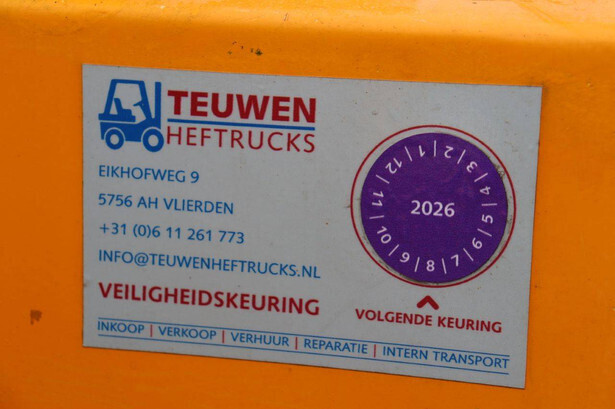 TEUWEN
HEFTRUCKS
EIKHOFWEG 9
5756 AH VLIERDEN
+31 (0)6 11 261 773
INFO@TEUWENHEFTRUCKS.NL
VEILIGHEIDSKEURING
1 | 2 | 3 | 4 | 5 | 6 | 7 | 8 | 9 | 10 | 11 | 12
2026
VOLGENDE KEURING
INKOOP | VERKOOP | VERHUUR | REPARATIE | INTERN TRANSPORT